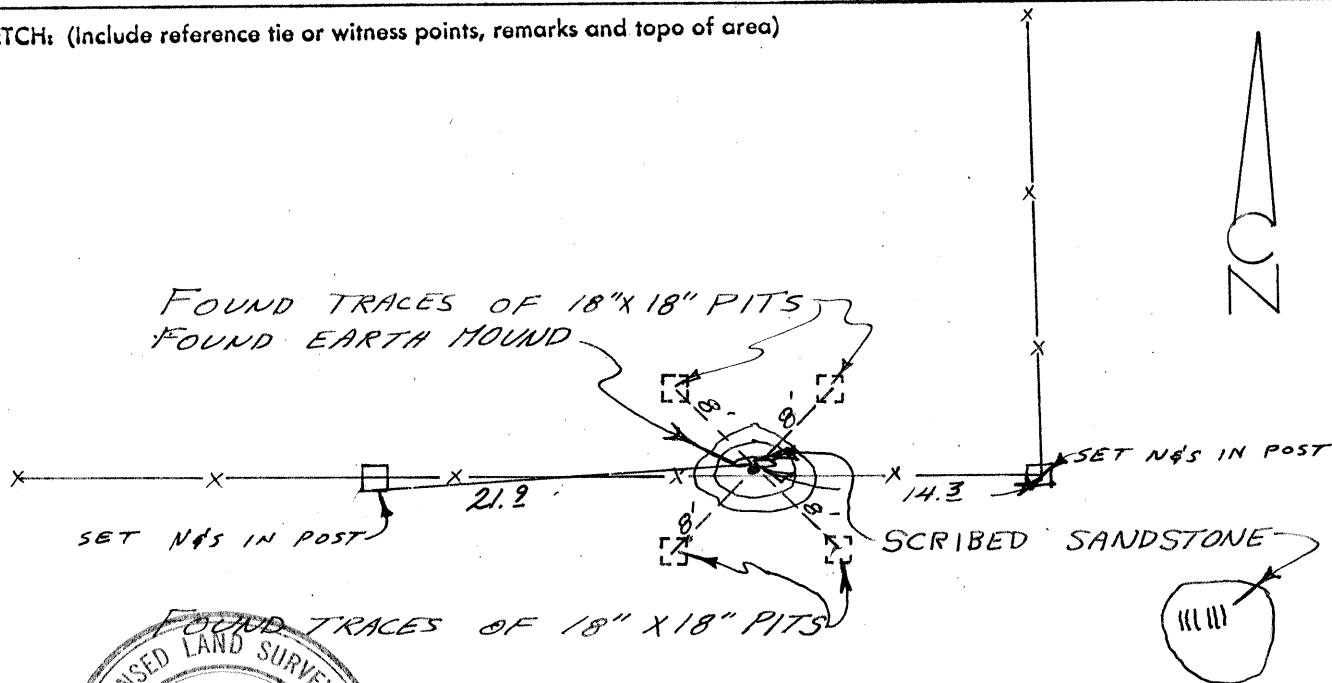 TCH: (Include reference tie or witness points, remarks and topo of area)
N
FOUND TRACES OF 18"X 18" PITS
FOUND EARTH MOUND
8'
8'
SET N&S IN POST
21.9
14.3
SET N&S IN POST
8'
8'
SCRIBED SANDSTONE
FOUND TRACES OF 18" X 18" PITS
NSED LAND SURVE